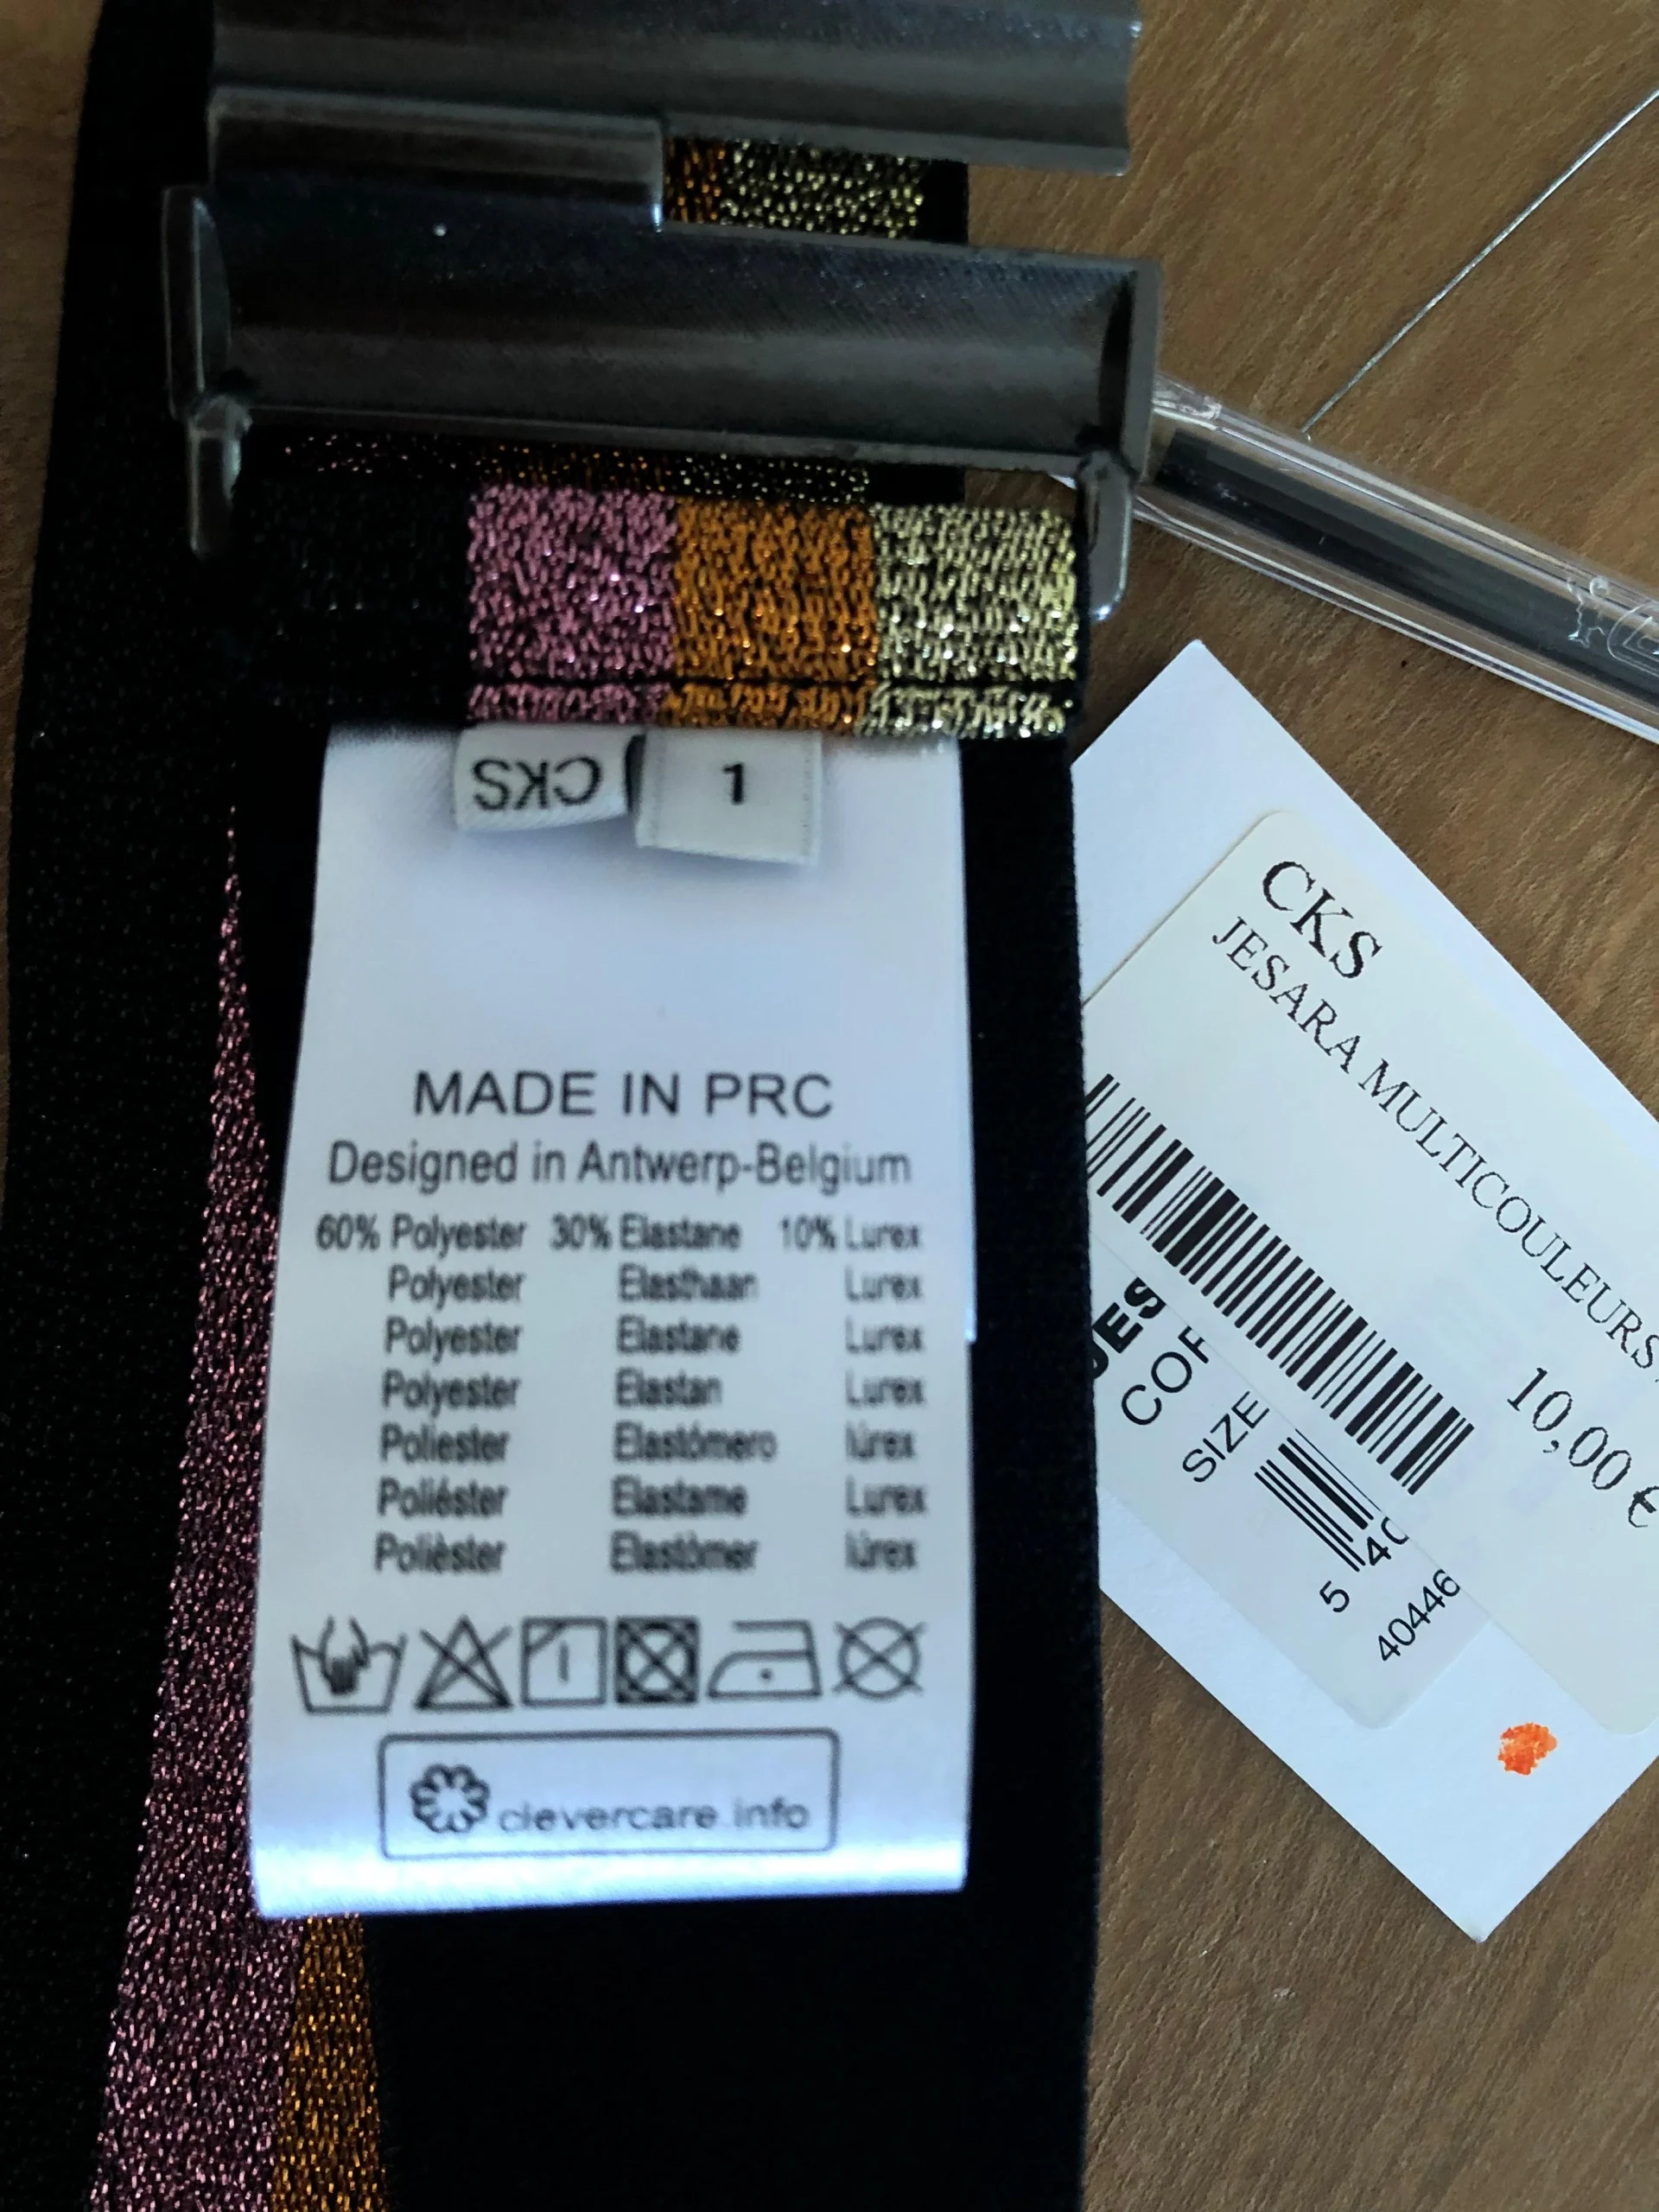 CKS
1
MADE IN PRC
Designed in Antwerp-Belgium
60% Polyester 30% Elastane 10% Lurex
Polyester Elasthaan Lurex
Polyester Elastane Lurex
Polyester Elastan Lurex
Poliester Elastómero lúrex
Poliéster Elastame Lurex
Polièster Elastòmer lúrex
clevercare.info
CKS
JESARA MULTICOULEURS
10,00 €
SIZE
5
40446